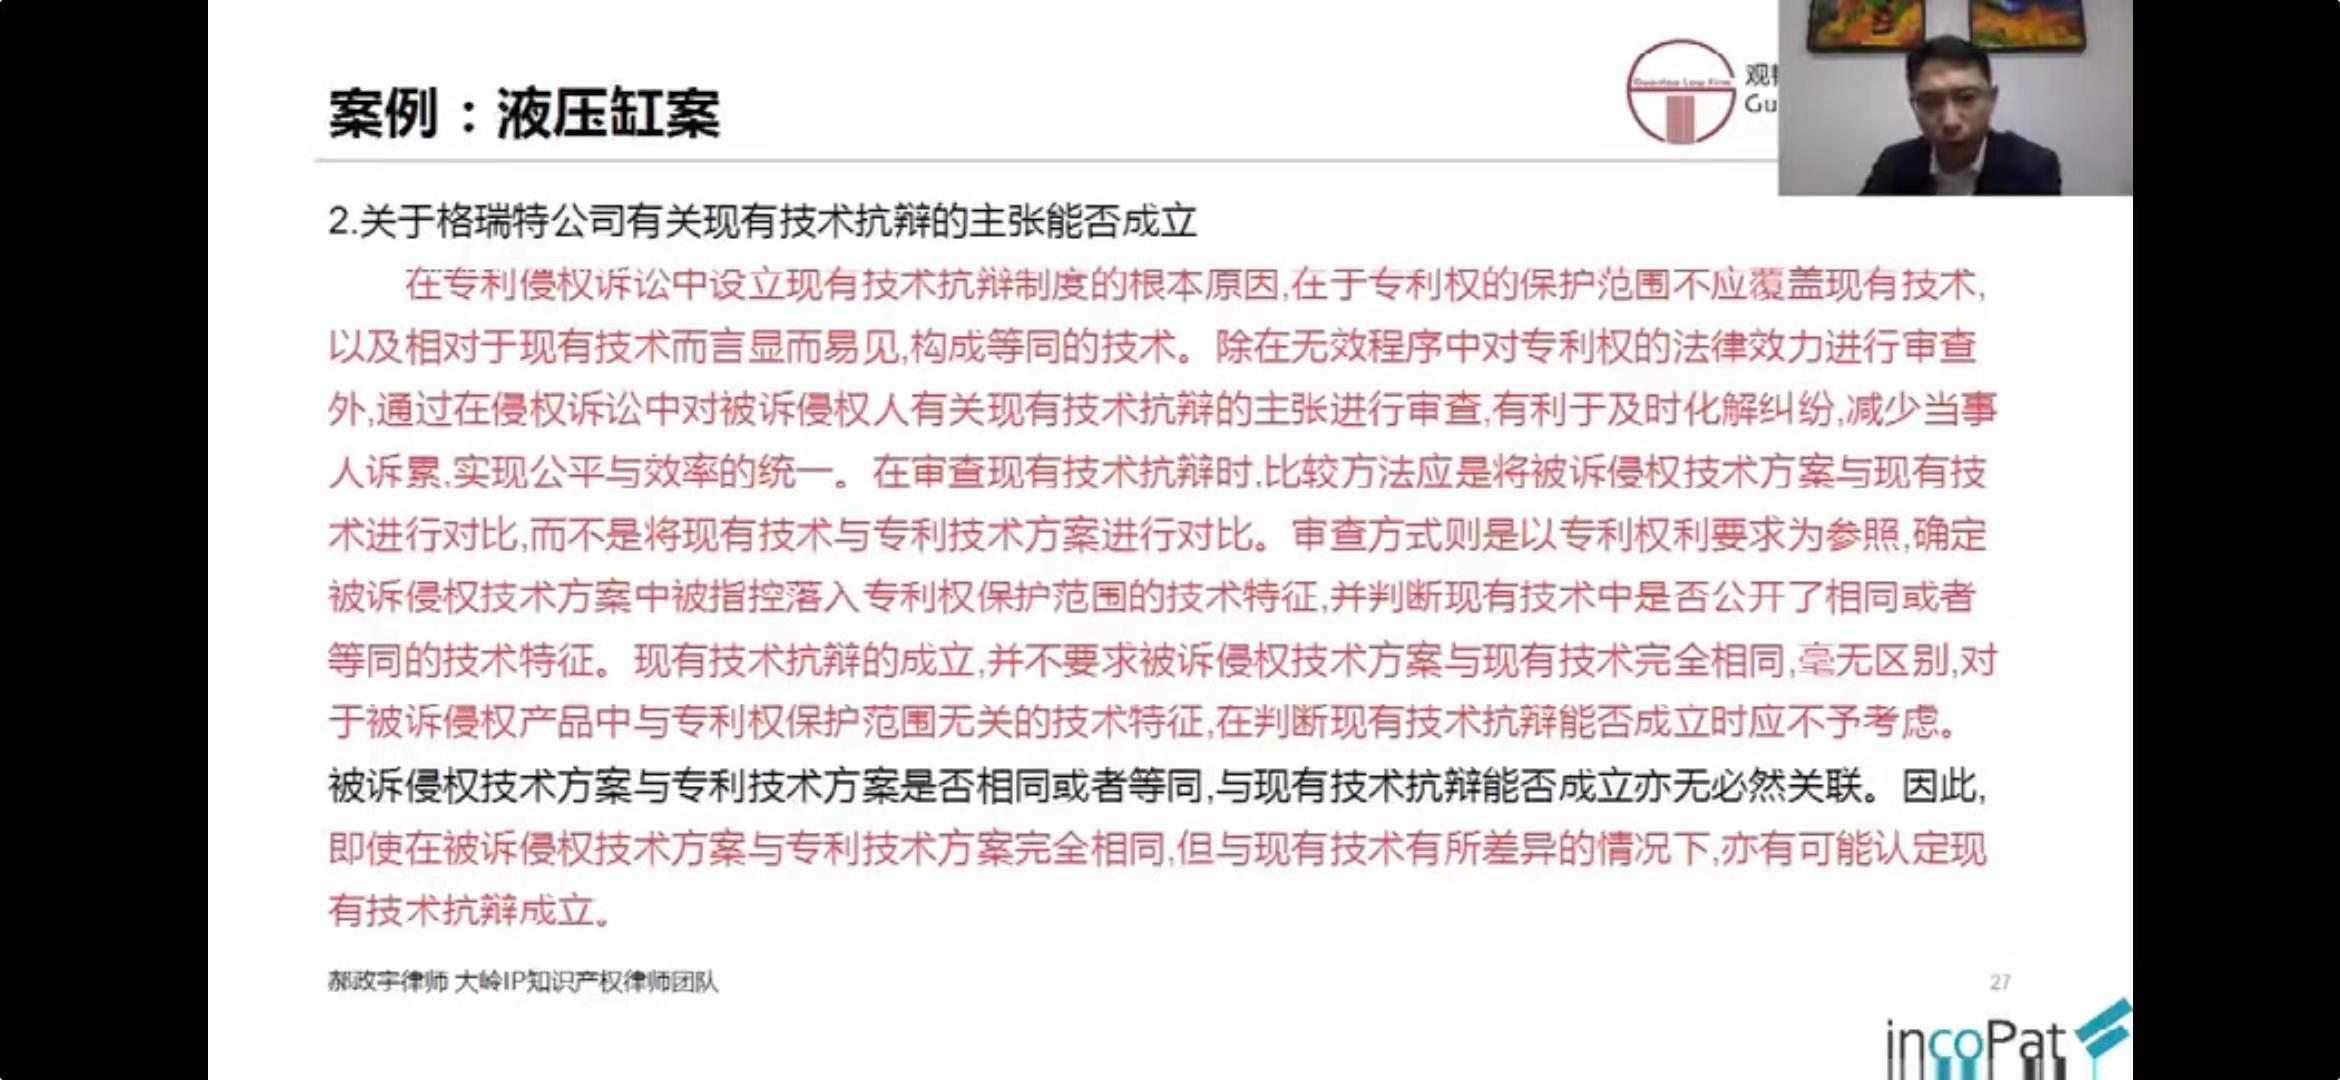 案例：液压缸案
Guantao Law Firm
观
Gu
2.关于格瑞特公司有关现有技术抗辩的主张能否成立
在专利侵权诉讼中设立现有技术抗辩制度的根本原因,在于专利权的保护范围不应覆盖现有技术,
以及相对于现有技术而言显而易见,构成等同的技术。除在无效程序中对专利权的法律效力进行审查
外,通过在侵权诉讼中对被诉侵权人有关现有技术抗辩的主张进行审查,有利于及时化解纠纷,减少当事
人诉累,实现公平与效率的统一。在审查现有技术抗辩时,比较方法应是将被诉侵权技术方案与现有技
术进行对比,而不是将现有技术与专利技术方案进行对比。审查方式则是以专利权利要求为参照,确定
被诉侵权技术方案中被指控落入专利权保护范围的技术特征,并判断现有技术中是否公开了相同或者
等同的技术特征。现有技术抗辩的成立,并不要求被诉侵权技术方案与现有技术完全相同,毫无区别,对
于被诉侵权产品中与专利权保护范围无关的技术特征,在判断现有技术抗辩能否成立时应不予考虑。
被诉侵权技术方案与专利技术方案是否相同或者等同,与现有技术抗辩能否成立亦无必然关联。因此,
即使在被诉侵权技术方案与专利技术方案完全相同,但与现有技术有所差异的情况下,亦有可能认定现
有技术抗辩成立。
郝政宇律师 大岭IP知识产权律师团队
27
incoPat